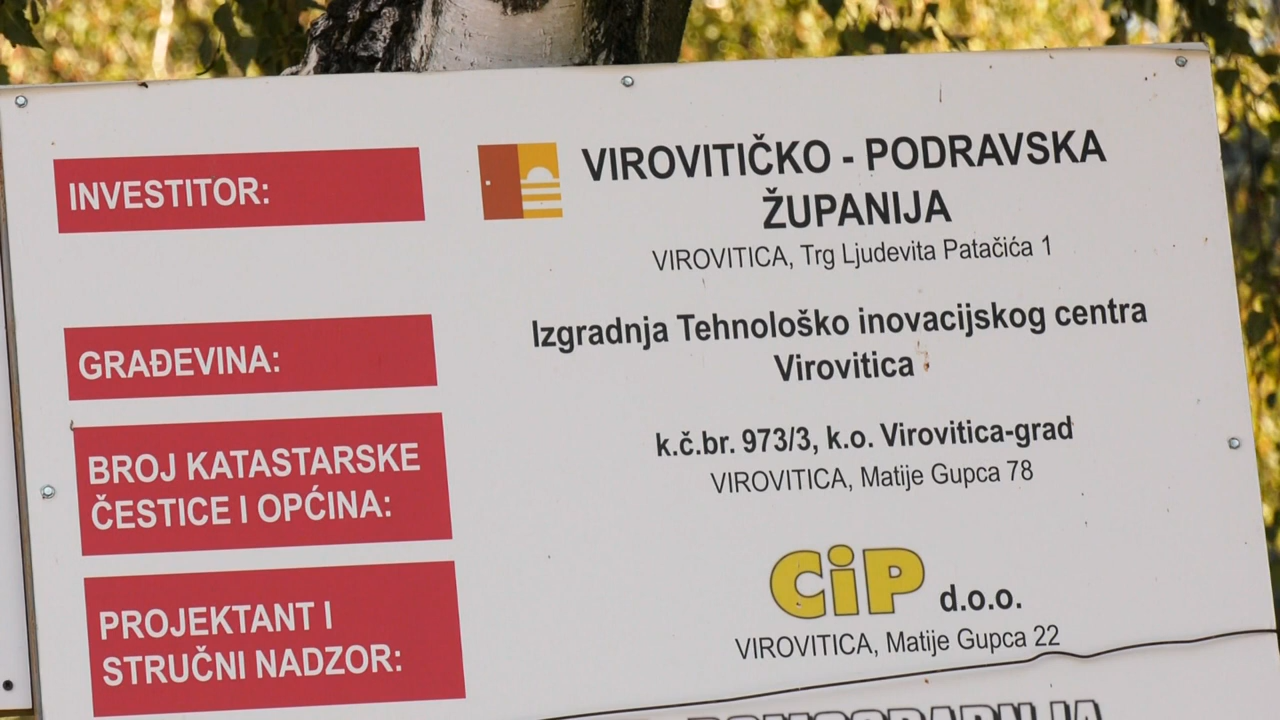 INVESTITOR:
VIROVITIČKO - PODRAVSKA
ŽUPANIJA
VIROVITICA, Trg Ljudevita Patačića 1
GRAĐEVINA:
Izgradnja Tehnološko inovacijskog centra
Virovitica
BROJ KATASTARSKE
ČESTICE I OPĆINA:
k.č.br. 973/3, k.o. Virovitica-grad
VIROVITICA, Matije Gupca 78
PROJEKTANT I
STRUČNI NADZOR:
CiP d.o.o.
VIROVITICA, Matije Gupca 22